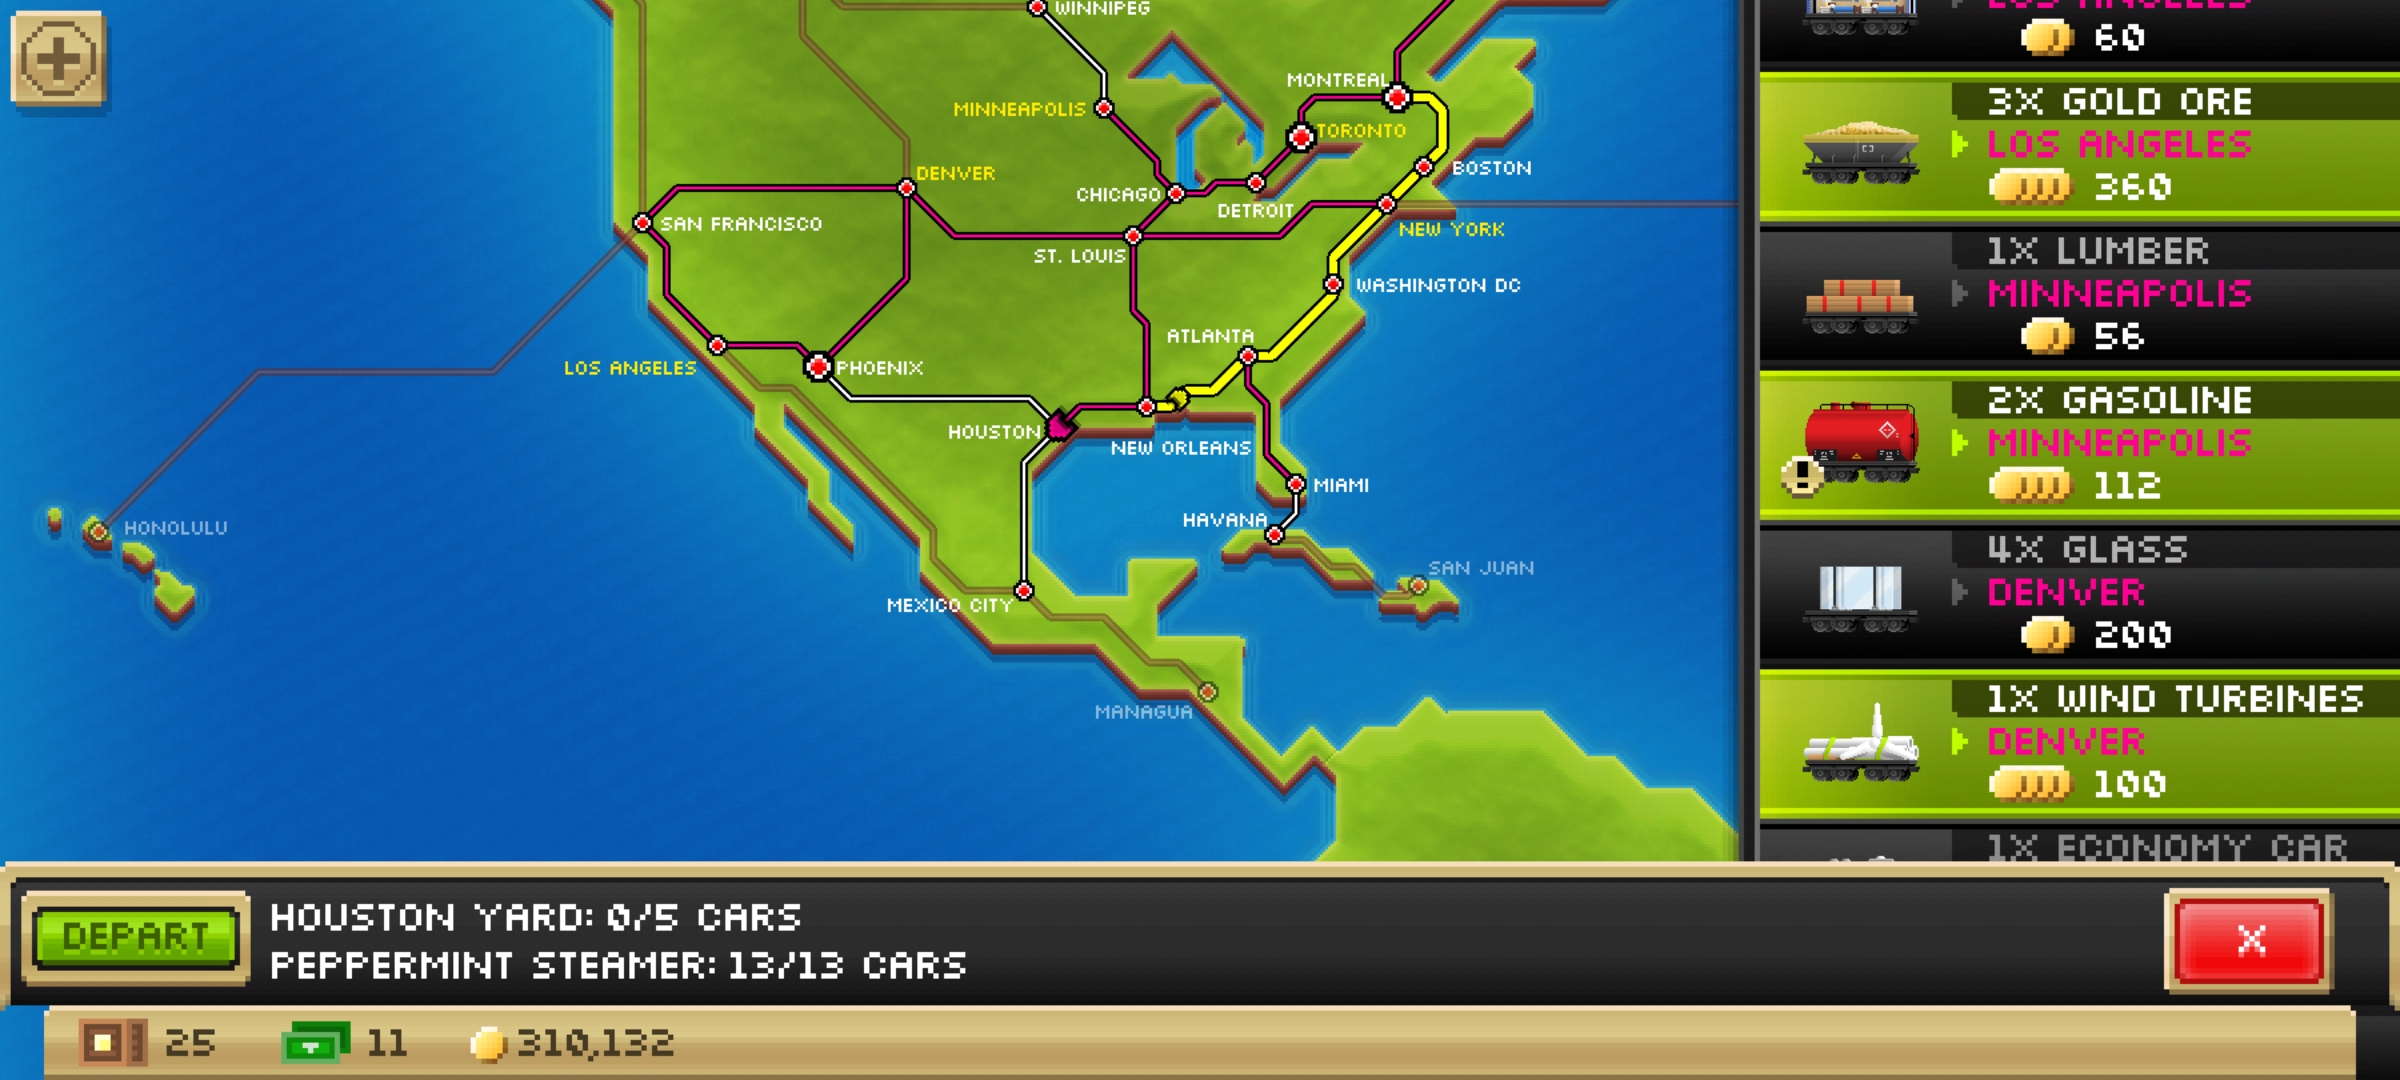 WINNIPEG
MINNEAPOLIS
MONTREAL
TORONTO
DENVER
CHICAGO
BOSTON
DETROIT
SAN FRANCISCO
NEW YORK
ST. LOUIS
WASHINGTON DC
ATLANTA
LOS ANGELES
PHOENIX
HOUSTON
NEW ORLEANS
MIAMI
HAVANA
HONOLULU
SAN JUAN
MEXICO CITY
MANAGUA
LOS ANGELES
60
3X GOLD ORE
LOS ANGELES
360
1X LUMBER
MINNEAPOLIS
56
2X GASOLINE
MINNEAPOLIS
112
4X GLASS
DENVER
200
1X WIND TURBINES
DENVER
100
1X ECONOMY CAR
DEPART
HOUSTON YARD: 0/5 CARS
PEPPERMINT STEAMER: 13/13 CARS
X
25
11
310,132